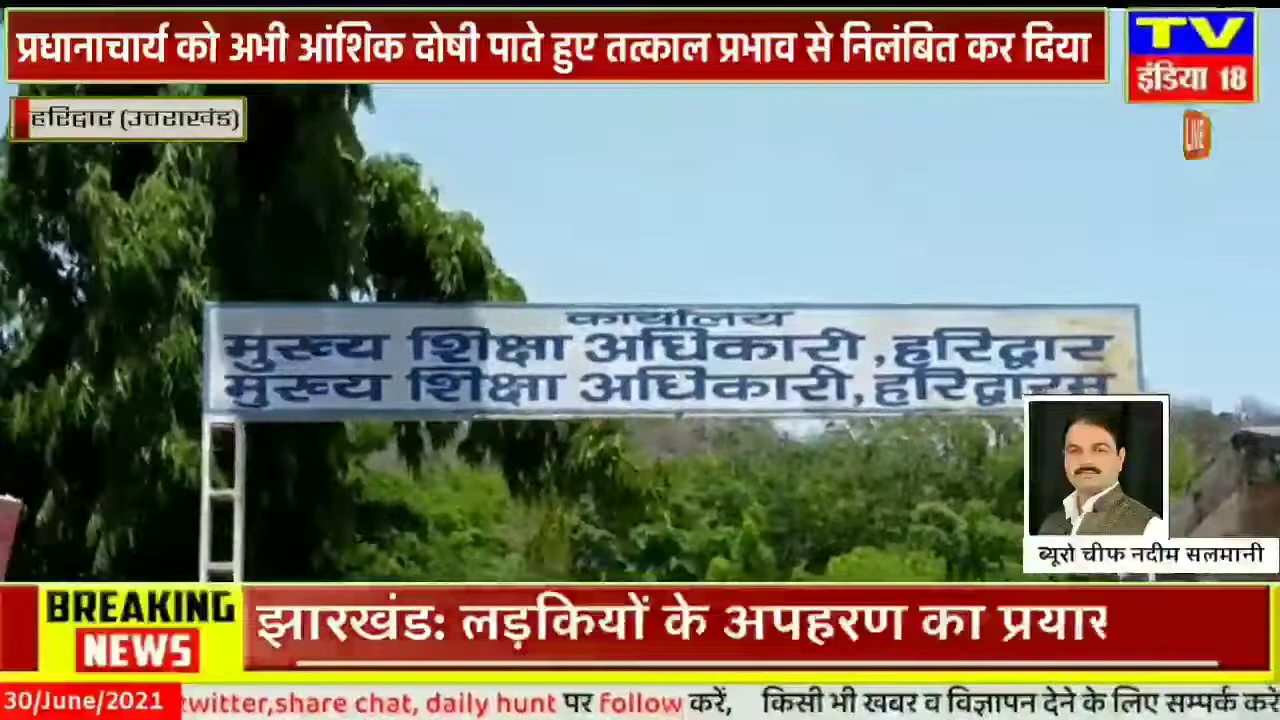 प्रधानाचार्य को अभी आंशिक दोषी पाते हुए तत्काल प्रभाव से निलंबित कर दिया
TV
इंडिया 18
हरिद्वार (उत्तराखंड)
LIVE
कार्यालय
मुख्य शिक्षा अधिकारी,हरिद्वार
मुख्य शिक्षा अधिकारी,हरिद्वारम
ब्यूरो चीफ नदीम सलमानी
BREAKING
NEWS
झारखंड: लड़कियों के अपहरण का प्रयार
30/June/2021
twitter,share chat, daily hunt पर Follow करें, किसी भी खबर व विज्ञापन देने के लिए सम्पर्क करें